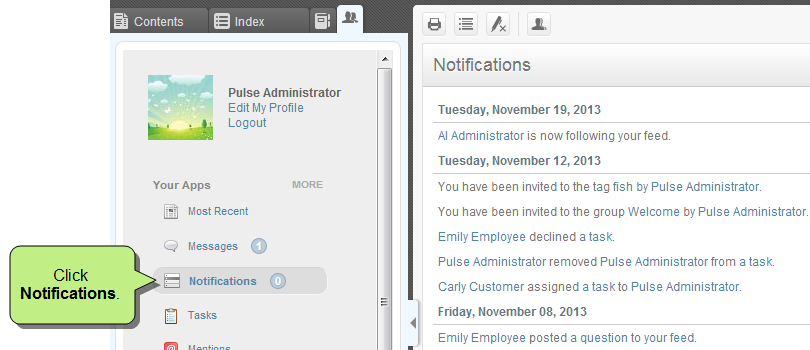 Contents
Index
Pulse Administrator
Edit My Profile
Logout
Your Apps
MORE
Most Recent
Messages 1
Notifications 0
Tasks
Mentions
Click
Notifications.
Notifications
Tuesday, November 19, 2013
Al Administrator is now following your feed.
Tuesday, November 12, 2013
You have been invited to the tag fish by Pulse Administrator.
You have been invited to the group Welcome by Pulse Administrator.
Emily Employee declined a task.
Pulse Administrator removed Pulse Administrator from a task.
Carly Customer assigned a task to Pulse Administrator.
Friday, November 08, 2013
Emily Employee posted a question to your feed.